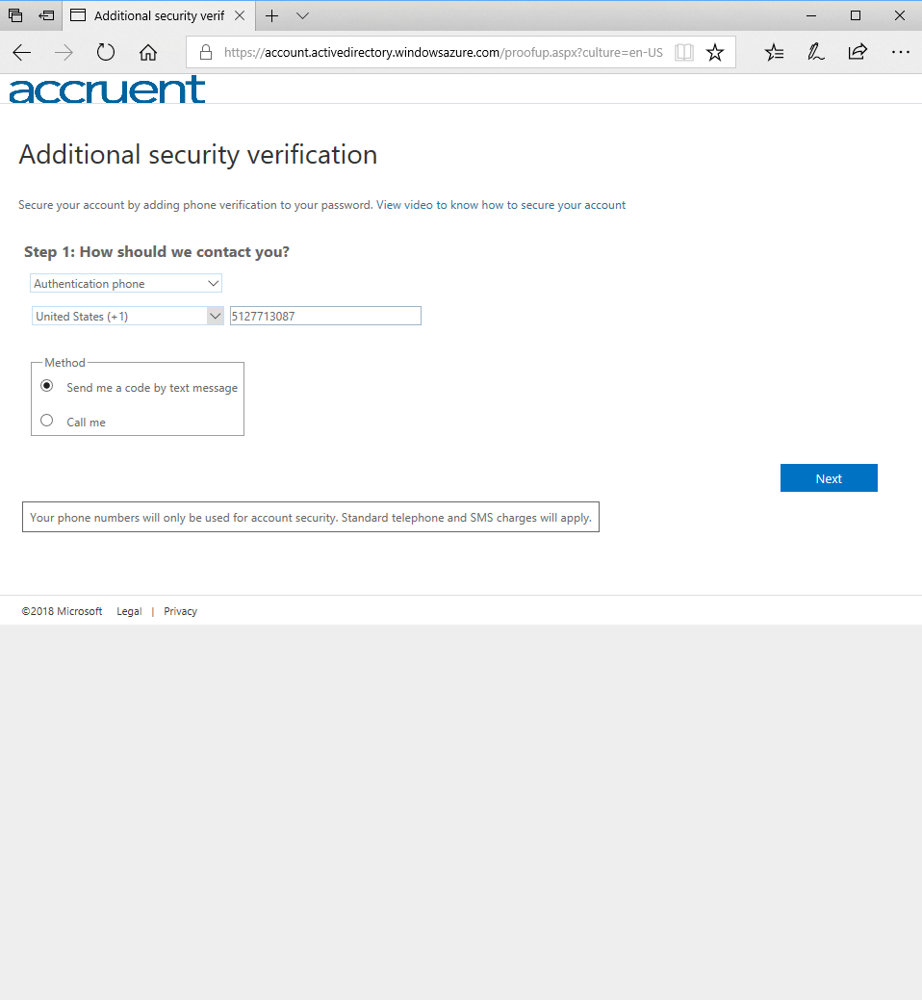 Additional security verif
https://account.activedirectory.windowsazure.com/proofup.aspx?culture=en-US
accruent
Additional security verification
Secure your account by adding phone verification to your password. View video to know how to secure your account
Step 1: How should we contact you?
Authentication phone
United States (+1) 5127713087
Method
Send me a code by text message
Call me
Next
Your phone numbers will only be used for account security. Standard telephone and SMS charges will apply.
©2018 Microsoft Legal | Privacy